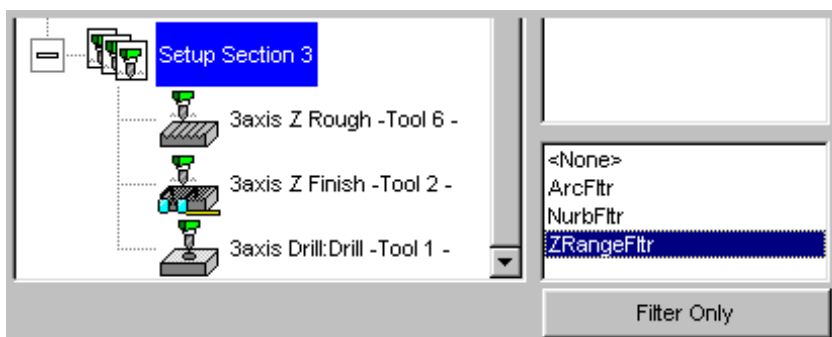 Setup Section 3
3axis Z Rough -Tool 6 -
3axis Z Finish -Tool 2 -
3axis Drill:Drill -Tool 1 -
<None>
ArcFltr
NurbFltr
ZRangeFltr
Filter Only